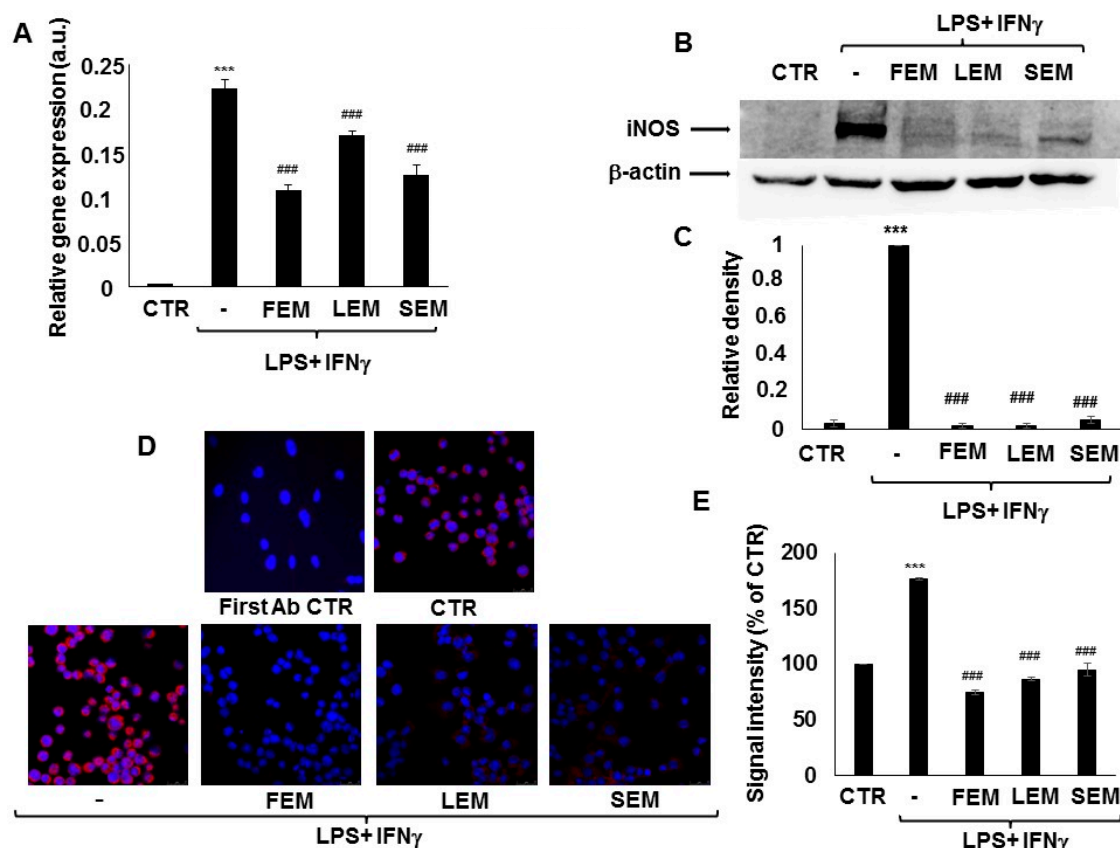 A
Relative gene expression (a.u.)
0.25
0.2
0.15
0.1
0.05
0
***
###
###
###
CTR - FEM LEM SEM
LPS+ IFNγ
B
LPS+ IFNγ
CTR - FEM LEM SEM
iNOS
β-actin
C
Relative density
1
0.8
0.6
0.4
0.2
0
***
###
###
###
CTR - FEM LEM SEM
LPS+ IFNγ
D
First Ab CTR
CTR
- FEM LEM SEM
LPS+ IFNγ
E
Signal intensity (% of CTR)
200
150
100
50
0
***
###
###
###
CTR - FEM LEM SEM
LPS+ IFNγ